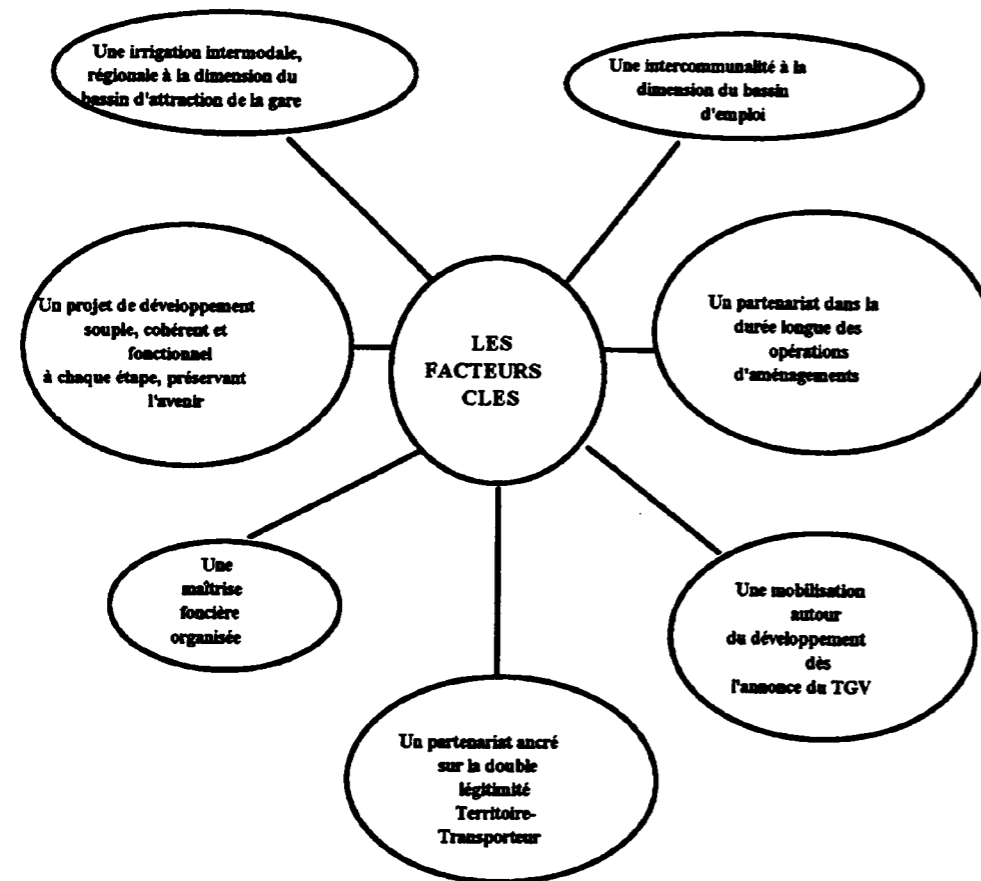 Une irrigation intermodale,
régionale à la dimension du
bassin d'attraction de la gare
Une intercommunalité à la
dimension du bassin
d'emploi
Un projet de développement
souple, cohérent et
fonctionnel
à chaque étape, préservant
l'avenir
LES
FACTEURS
CLES
Un partenariat dans la
durée longue des
opérations
d'aménagements
Une
maîtrise
foncière
organisée
Une mobilisation
autour
du développement
dès
l'annonce du TGV
Un partenariat ancré
sur la double
légitimité
Territoire-
Transporteur